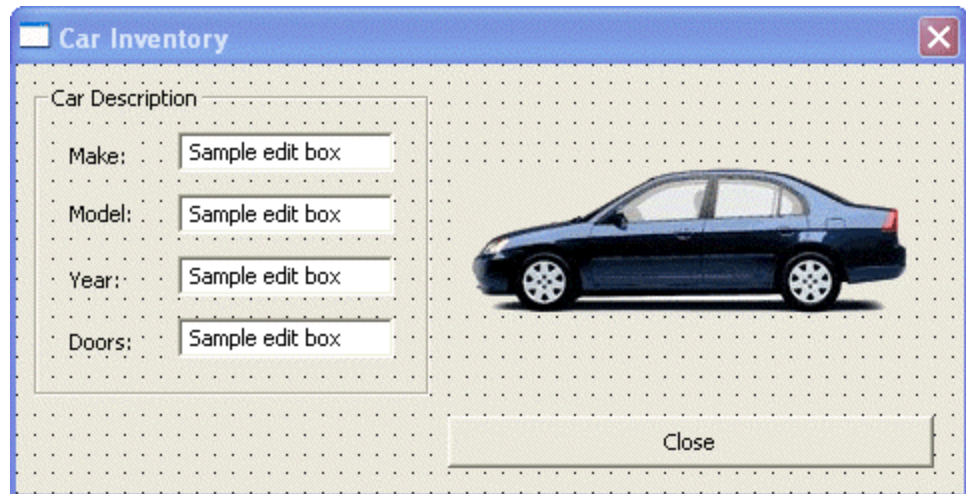 Car Inventory
Car Description
Make:
Sample edit box
Model:
Sample edit box
Year:
Sample edit box
Doors:
Sample edit box
Close